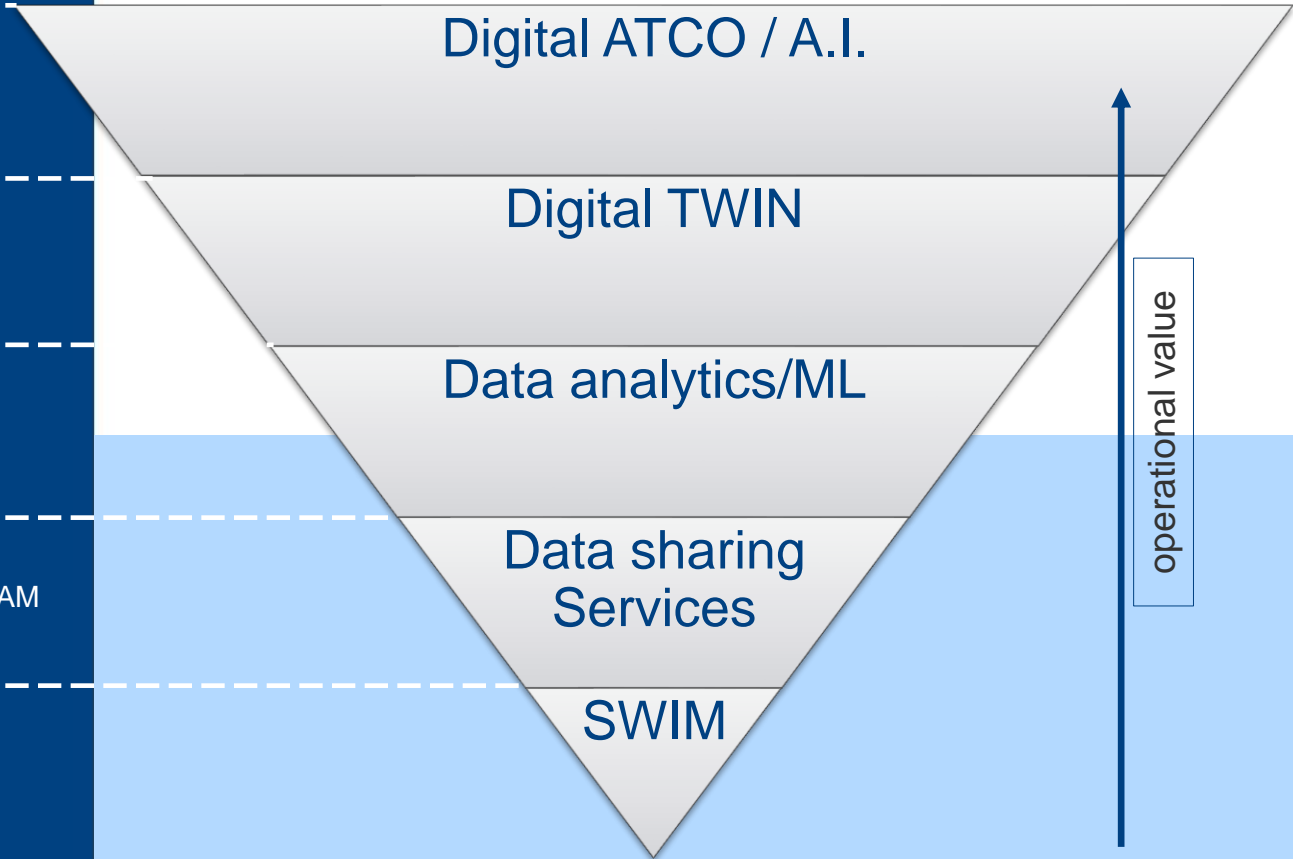 Digital ATCO / A.I.
Digital TWIN
Data analytics/ML
operational value
Data sharing
Services
AM
SWIM